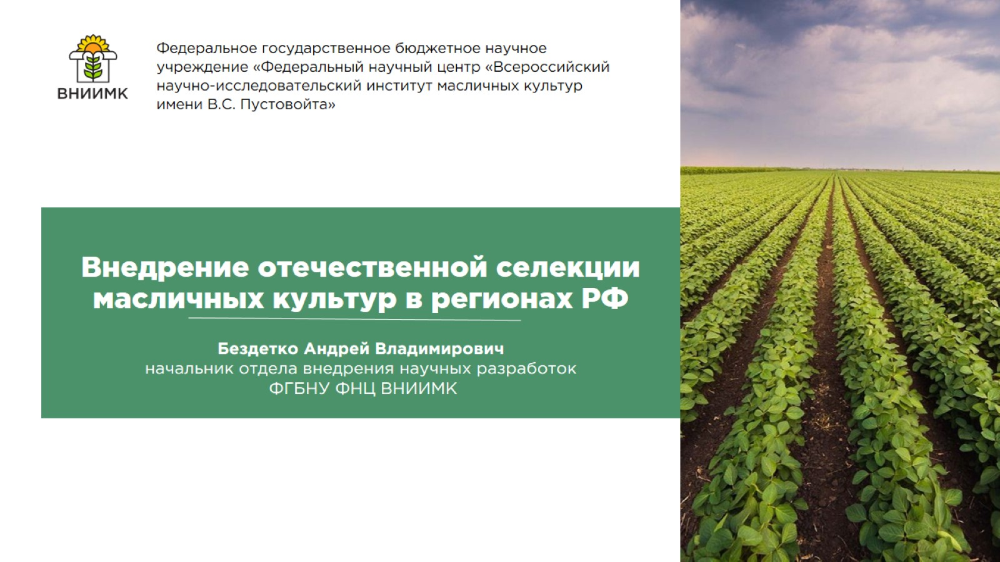 ВНИИМК
Федеральное государственное бюджетное научное
учреждение «Федеральный научный центр «Всероссийский
научно-исследовательский институт масличных культур
имени В.С. Пустовойта»
Внедрение отечественной селекции
масличных культур в регионах РФ
Бездетко Андрей Владимирович
начальник отдела внедрения научных разработок
ФГБНУ ФНЦ ВНИИМК